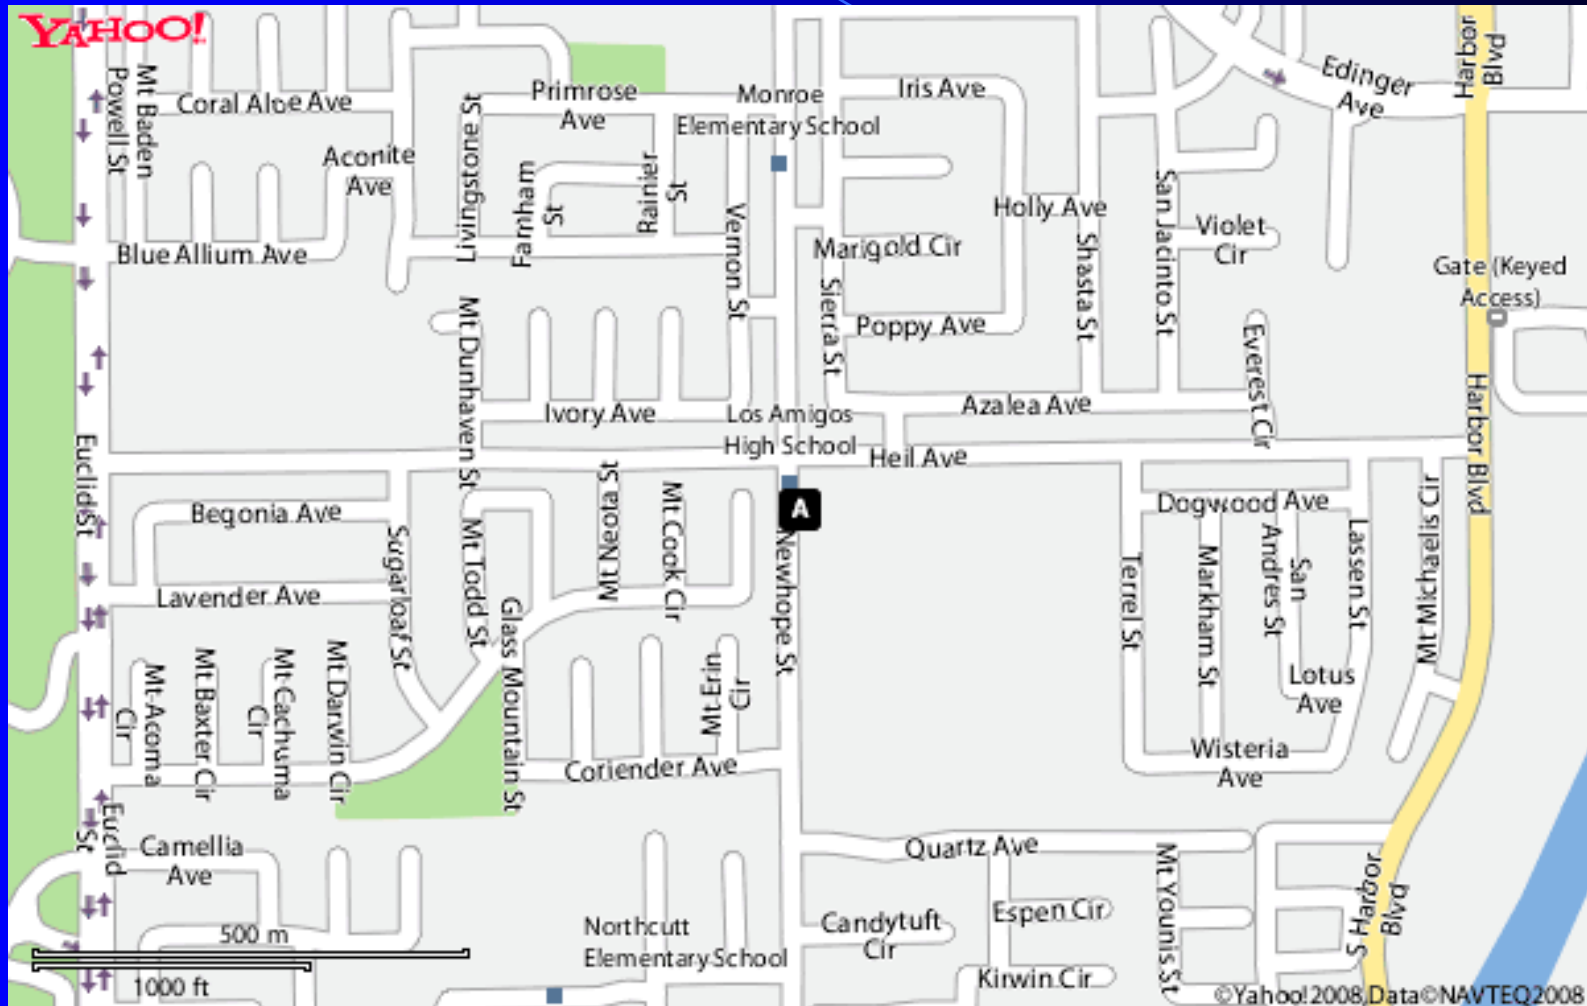 YAHOO!
Powell St
Mt Baden
Coral Aloe Ave
Aconite
Ave
Blue Allium Ave
Livingstone St
Primrose
Ave
Farnham
St
Rainier
St
Monroe
Elementary School
Vernon St
Iris Ave
Holly Ave
Marigold Cir
Sierra St
Poppy Ave
Shasta St
San Jacinto St
Violet
Cir
Edinger
Ave
Harbor
Blvd
Gate (Keyed
Access)
Everest Cir
Harbor Blvd
Mt Dunhaven St
Ivory Ave
Los Amigos
High School
Azalea Ave
Heil Ave
Euclid St
Begonia Ave
Lavender Ave
Sugarloaf St
Mt Todd St
Mt Neota St
Mt Cook Cir
A
Newhope St
Glass Mountain St
Terrel St
Dogwood Ave
Markham St
San
Andres St
Lassen St
Mt Michaelis Cir
Lotus
Ave
Wisteria
Ave
Mt Acoma
Cir
Mt Baxter Cir
Mt Cachuma
Cir
Mt Darwin Cir
Mt Erin
Cir
Coriender Ave
Euclid
St
Camellia
Ave
Quartz Ave
Mt Younis St
S Harbor
Blvd
Northcutt
Elementary School
Candytuft
Cir
Espen Cir
Kirwin Cir
500 m
1000 ft
©Yahoo!2008,Data©NAVTEQ2008